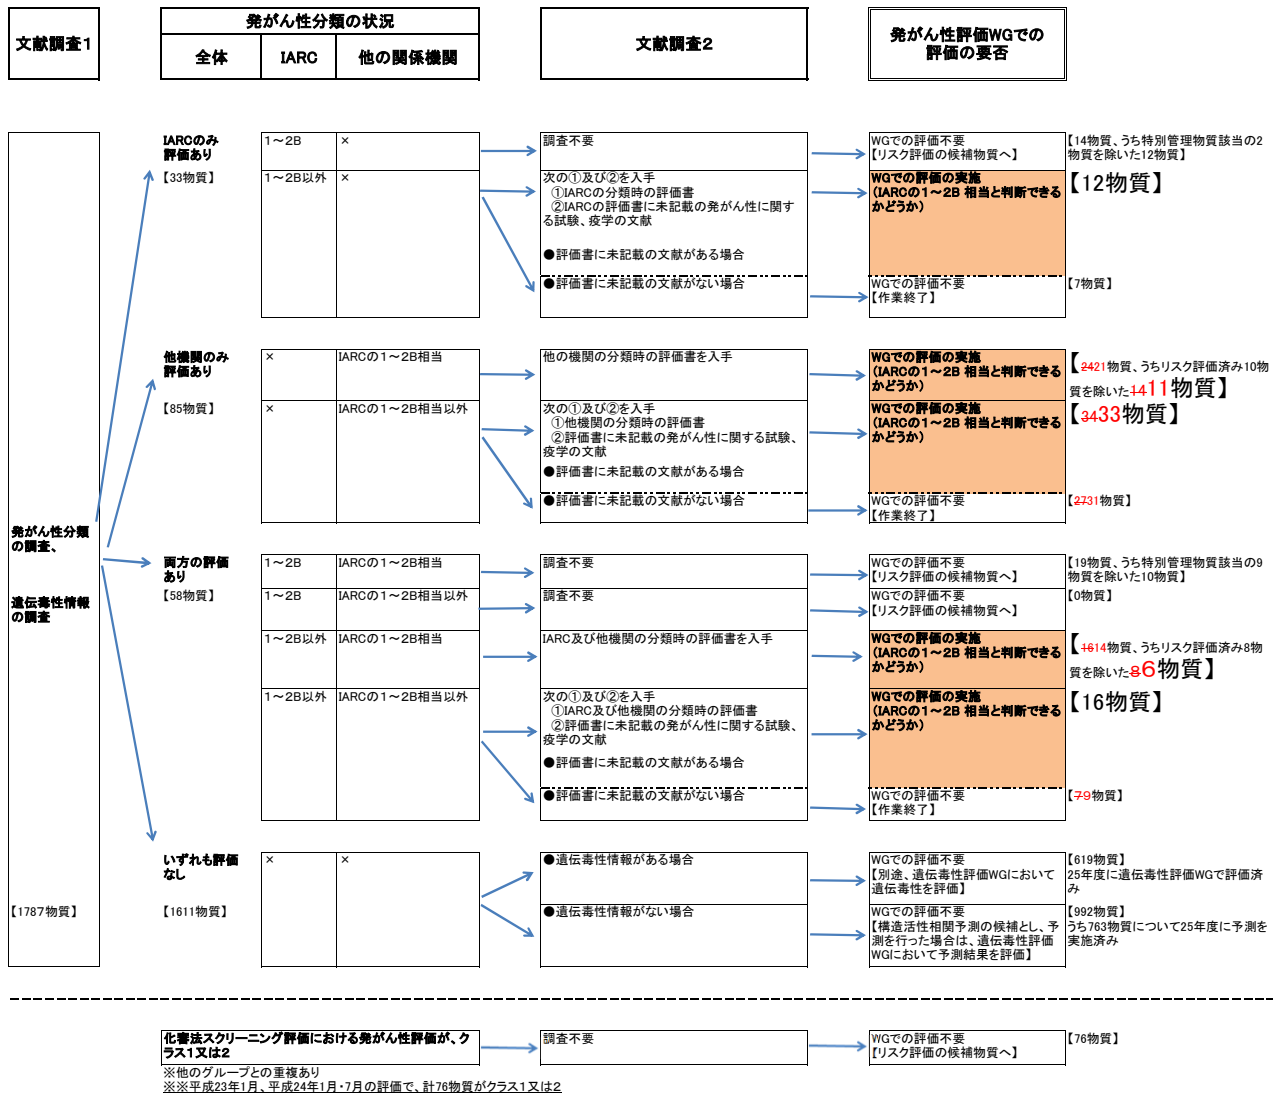 文献調査1
発がん性分類の状況
全体
IARC
他の関係機関
文献調査2
発がん性評価WGでの
評価の要否
発がん性分類
の調査、
遺伝毒性情報
の調査
【1787物質】
IARCのみ
評価あり
【33物質】
1～2B
×
調査不要
WGでの評価不要
【リスク評価の候補物質へ】
【14物質、うち特別管理物質該当の2
物質を除いた12物質】
1～2B以外
×
次の①及び②を入手
①IARCの分類時の評価書
②IARCの評価書に未記載の発がん性に関す
る試験、疫学の文献
●評価書に未記載の文献がある場合
WGでの評価の実施
（IARCの1～2B 相当と判断できる
かどうか）
【12物質】
●評価書に未記載の文献がない場合
WGでの評価不要
【作業終了】
【7物質】
他機関のみ
評価あり
【85物質】
×
IARCの1～2B相当
他の機関の分類時の評価書を入手
WGでの評価の実施
（IARCの1～2B 相当と判断できる
かどうか）
【2421物質、うちリスク評価済み10物
質を除いた1411物質】
×
IARCの1～2B相当以外
次の①及び②を入手
①他機関の分類時の評価書
②評価書に未記載の発がん性に関する試験、
疫学の文献
●評価書に未記載の文献がある場合
WGでの評価の実施
（IARCの1～2B 相当と判断できる
かどうか）
【3433物質】
●評価書に未記載の文献がない場合
WGでの評価不要
【作業終了】
【2731物質】
両方の評価
あり
【58物質】
1～2B
IARCの1～2B相当
調査不要
WGでの評価不要
【リスク評価の候補物質へ】
【19物質、うち特別管理物質該当の9
物質を除いた10物質】
1～2B
IARCの1～2B相当以外
調査不要
WGでの評価不要
【リスク評価の候補物質へ】
【0物質】
1～2B以外
IARCの1～2B相当
IARC及び他機関の分類時の評価書を入手
WGでの評価の実施
（IARCの1～2B 相当と判断できる
かどうか）
【1614物質、うちリスク評価済み8物
質を除いた86物質】
1～2B以外
IARCの1～2B相当以外
次の①及び②を入手
①IARC及び他機関の分類時の評価書
②評価書に未記載の発がん性に関する試験、
疫学の文献
●評価書に未記載の文献がある場合
WGでの評価の実施
（IARCの1～2B 相当と判断できる
かどうか）
【16物質】
●評価書に未記載の文献がない場合
WGでの評価不要
【作業終了】
【79物質】
いずれも評価
なし
【1611物質】
×
×
●遺伝毒性情報がある場合
WGでの評価不要
【別途、遺伝毒性評価WGにおいて
遺伝毒性を評価】
【619物質】
25年度に遺伝毒性評価WGで評価済
み
●遺伝毒性情報がない場合
WGでの評価不要
【構造活性相関予測の候補とし、予
測を行った場合は、遺伝毒性評価
WGにおいて予測結果を評価】
【992物質】
うち763物質について25年度に予測を
実施済み
化審法スクリーニング評価における発がん性評価が、ク
ラス1又は2
調査不要
WGでの評価不要
【リスク評価の候補物質へ】
【76物質】
※他のグループとの重複あり
※※平成23年1月、平成24年1月・7月の評価で、計76物質がクラス1又は2